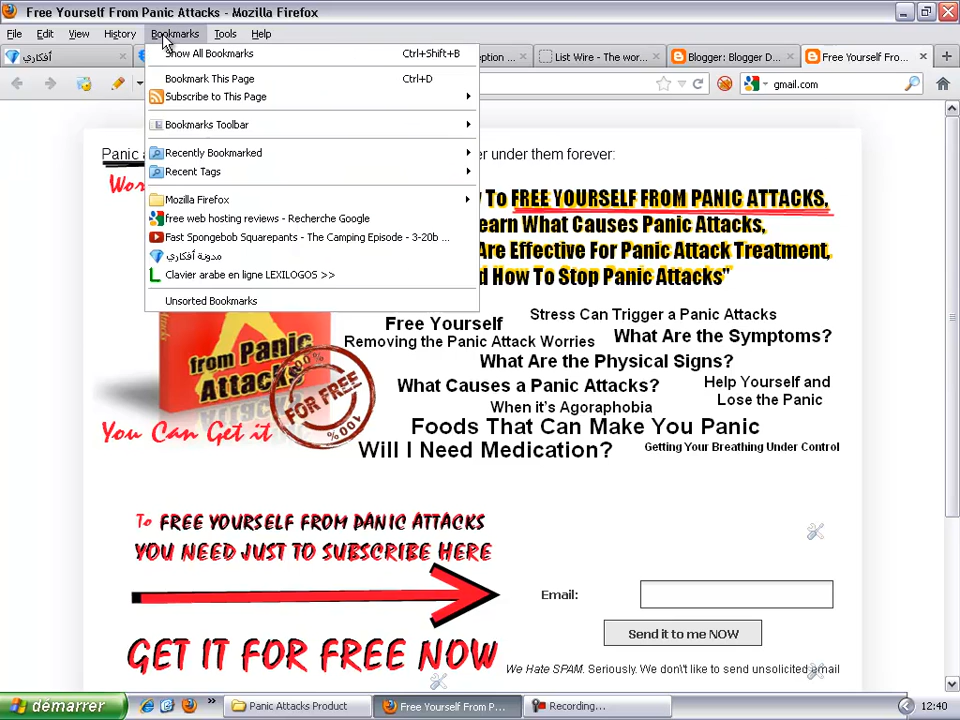 Free Yourself From Panic Attacks - Mozilla Firefox
File Edit View History Bookmarks Tools Help
أفكاري
ption ...
List Wire - The wor...
Blogger: Blogger D...
Free Yourself Fro...
gmail.com
Show All Bookmarks Ctrl+Shift+B
Bookmark This Page Ctrl+D
Subscribe to This Page
Bookmarks Toolbar
Recently Bookmarked
Recent Tags
Mozilla Firefox
free web hosting reviews - Recherche Google
Fast Spongebob Squarepants - The Camping Episode - 3-20b ...
مدونة أفكاري
Clavier arabe en ligne LEXILOGOS >>
Unsorted Bookmarks
Panic
er under them forever:
To FREE YOURSELF FROM PANIC ATTACKS,
earn What Causes Panic Attacks,
Are Effective For Panic Attack Treatment,
d How To Stop Panic Attacks"
from Panic
Attacks
100%
FOR FREE
100%
You Can Get it
Free Yourself
Stress Can Trigger a Panic Attacks
Removing the Panic Attack Worries
What Are the Symptoms?
What Are the Physical Signs?
What Causes a Panic Attacks?
Help Yourself and
Lose the Panic
When it's Agoraphobia
Foods That Can Make You Panic
Will I Need Medication?
Getting Your Breathing Under Control
To FREE YOURSELF FROM PANIC ATTACKS
YOU NEED JUST TO SUBSCRIBE HERE
GET IT FOR FREE NOW
Email:
Send it to me NOW
We Hate SPAM. Seriously. We don\'t like to send unsolicited email
démarrer
Panic Attacks Product
Free Yourself From P...
Recording...
12:40